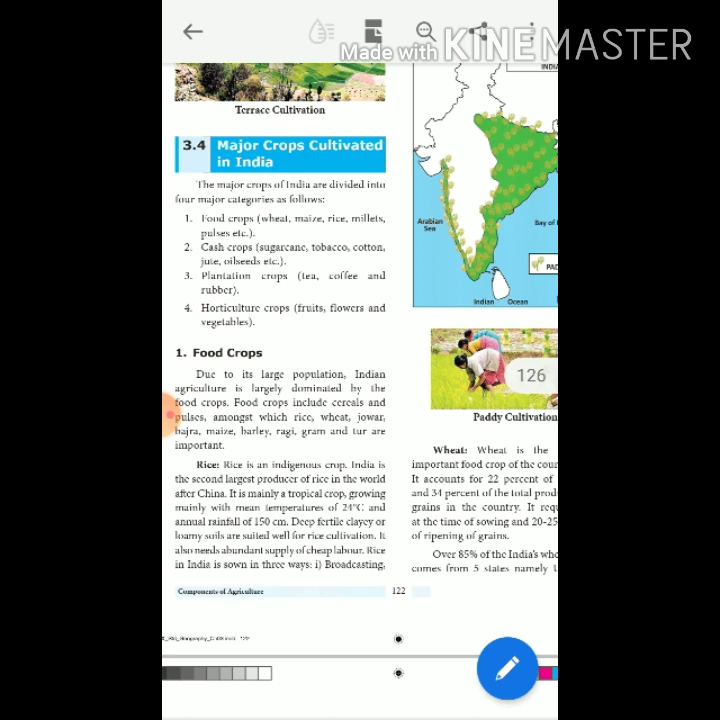 Made with KINEMASTER
Terrace Cultivation
3.4 Major Crops Cultivated
in India
The major crops of India are divided into
four major categories as follows:
1. Food crops (wheat, maize, rice, millets,
pulses etc.).
2. Cash crops (sugarcane, tobacco, cotton,
jute, oilseeds etc.).
3. Plantation crops (tea, coffee and
rubber).
4. Horticulture crops (fruits, flowers and
vegetables).
1. Food Crops
Due to its large population, Indian
agriculture is largely dominated by the
food crops. Food crops include cereals and
pulses, amongst which rice, wheat, jowar,
bajra, maize, barley, ragi, gram and tur are
important.
Rice: Rice is an indigenous crop. India is
the second largest producer of rice in the world
after China. It is mainly a tropical crop, growing
mainly with mean temperatures of 24°C and
annual rainfall of 150 cm. Deep fertile clayey or
loamy soils are suited well for rice cultivation. It
also needs abundant supply of cheap labour. Rice
in India is sown in three ways: i) Broadcasting,
INDIA
Arabian
Sea
Bay of
PAD
Indian Ocean
126
Paddy Cultivation
Wheat: Wheat is the
important food crop of the cour
It accounts for 22 percent of
and 34 percent of the total prod
grains in the country. It requ
at the time of sowing and 20-25
of ripening of grains.
Over 85% of the India's whe
comes from 5 states namely U
Components of Agriculture
122